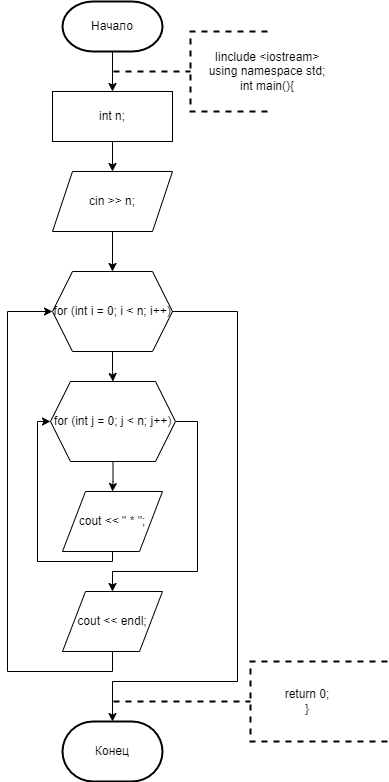 Начало
linclude <iostream>
using namespace std;
int main(){
int n;
cin >> n;
for (int i = 0; i < n; i++)
for (int j = 0; j < n; j++)
cout << " * ";
cout << endl;
return 0;
}
Конец